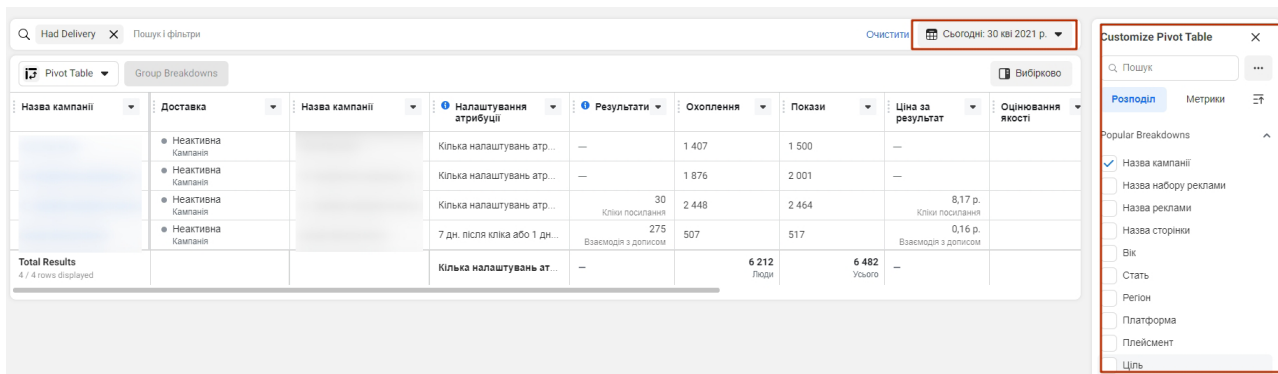 Had Delivery Пошук і фільтри Очистити Сьогодні: 30 кві 2021 р.
Pivot Table Group Breakdowns Вибірково
Назва кампанії Доставка Назва кампанії Налаштування атрибуції Результати Охоплення Покази Ціна за результат Оцінювання якості
Неактивна Кількa налаштувань атр... — 1 407 1 500 —
Кампанія
Неактивна Кілька налаштувань атр... — 1 876 2 001 —
Кампанія
Неактивна Кілька налаштувань атр... 30 2 448 2 464 8,17 р.
Кампанія Кліки посилання Кліки посилання
Неактивна 7 дн. після кліка або 1 дн... 275 507 517 0,16 р.
Кампанія Взаємодія з дописом Взаємодія з дописом
Total Results Кілька налаштувань ат... — 6 212 6 482 —
4 / 4 rows displayed Люди Усього
Customize Pivot Table
Пошук
Розподіл Метрики
Popular Breakdowns
Назва кампанії
Назва набору реклами
Назва реклами
Назва сторінки
Вік
Стать
Регіон
Платформа
Плейсмент
Ціль